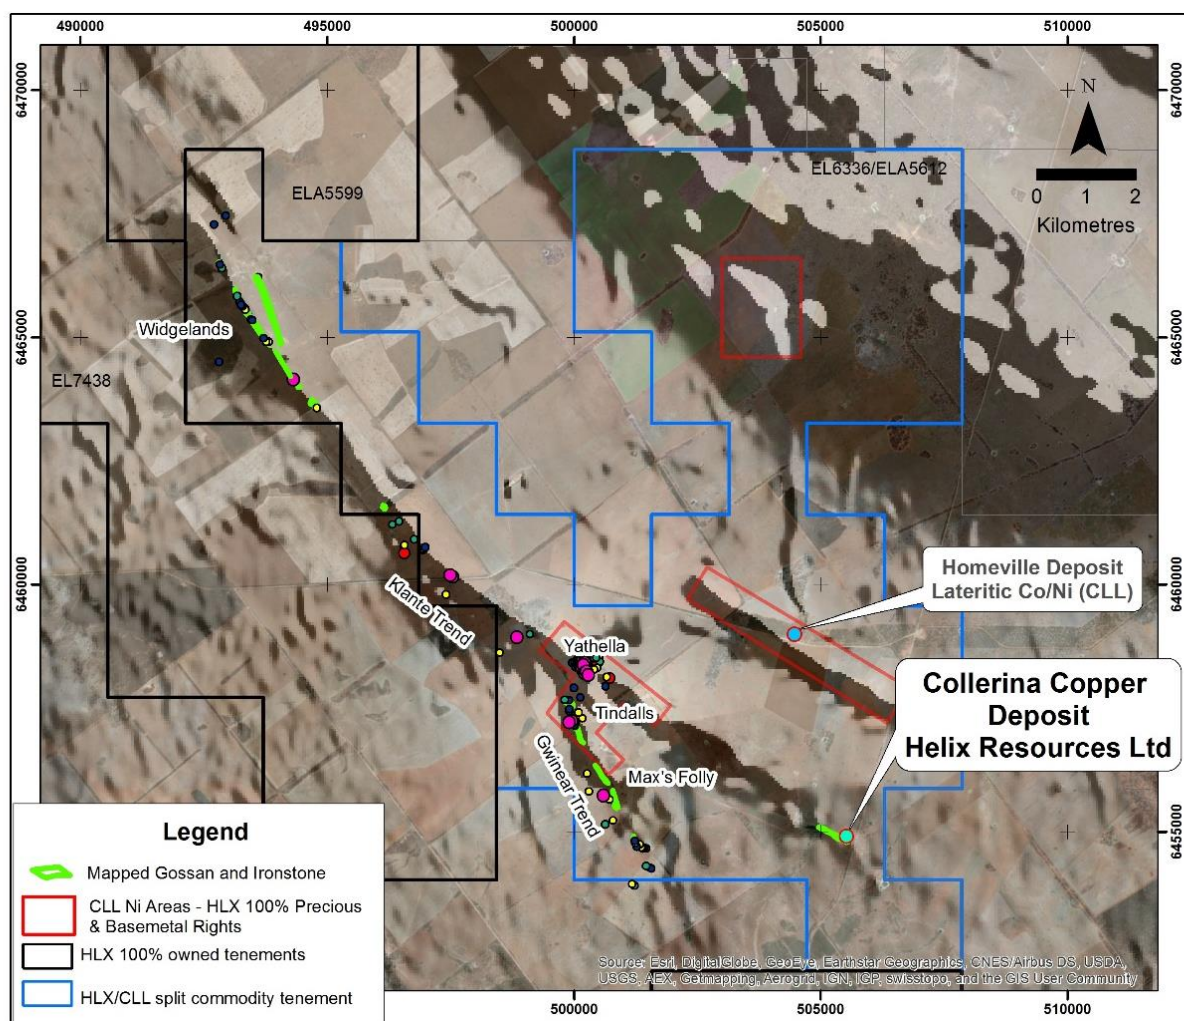 490000
495000
500000
505000
510000
6470000
6470000
N
EL6336/ELA5612
ELA5599
0
2
Kilometres
Widgelands
6465000
6465000
EL7438
Homeville Deposit
Lateritic Co/Ni (CLL)
6460000
6460000
Klante Trend
Yathella
Collerina Copper
Deposit
Helix Resources Ltd
Tindalls
Gwinear Trend
Max's Folly
6455000
Legend
Mapped Gossan and Ironstone
CLL Ni Areas - HLX 100% Precious
& Basemetal Rights
HLX 100% owned tenements
HLX/CLL split commodity tenement
Source: Esri, DigitalGlobe, GeoEye, Earthstar Geographics, CNES/Airbus DS, USDA,
USGS, AEX, Getmapping, Aerogrid, IGN, IGP, swisstopo, and the GIS User Community
500000
505000
510000